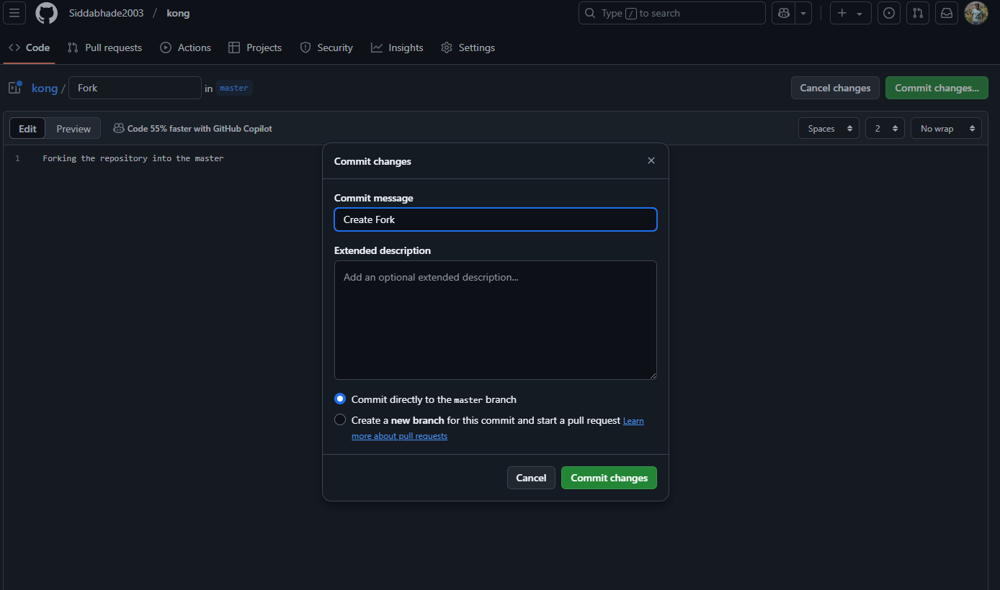 Siddabhade2003 / kong
Type / to search
Code
Pull requests
Actions
Projects
Security
Insights
Settings
kong / Fork in master
Cancel changes
Commit changes...
Edit
Preview
Code 55% faster with GitHub Copilot
Spaces
2
No wrap
1 Forking the repository into the master
Commit changes
Commit message
Create Fork
Extended description
Add an optional extended description...
Commit directly to the master branch
Create a new branch for this commit and start a pull request Learn
more about pull requests
Cancel
Commit changes